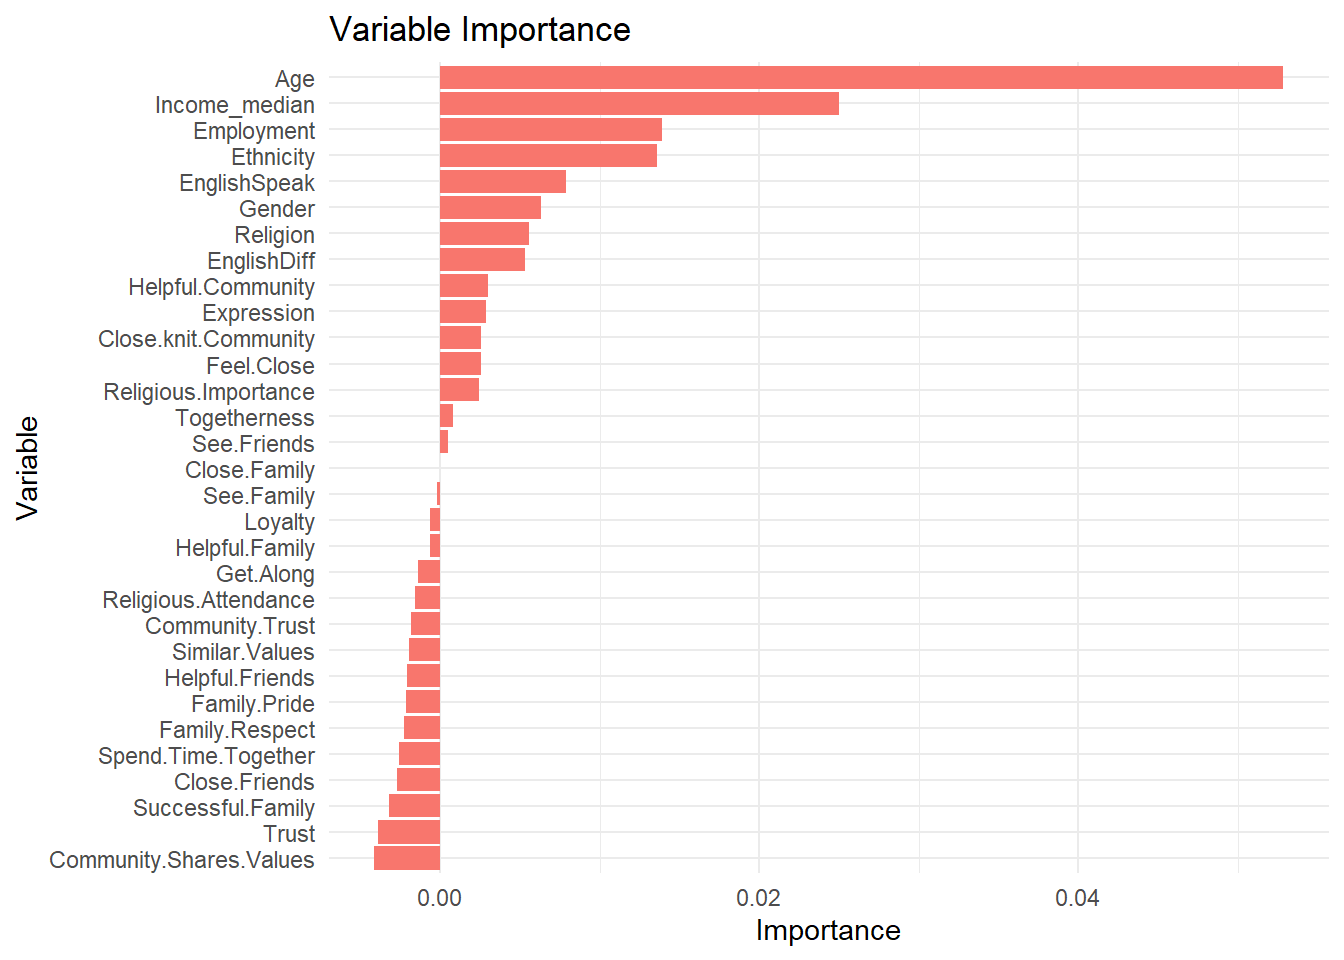 Variable Importance
Age
Income_median
Employment
Ethnicity
EnglishSpeak
Gender
Religion
EnglishDiff
Helpful.Community
Expression
Close.knit.Community
Feel.Close
Religious.Importance
Togetherness
See.Friends
Close.Family
See.Family
Loyalty
Helpful.Family
Get.Along
Religious.Attendance
Community.Trust
Similar.Values
Helpful.Friends
Family.Pride
Family.Respect
Spend.Time.Together
Close.Friends
Successful.Family
Trust
Community.Shares.Values
Variable
0.00 0.02 0.04
Importance